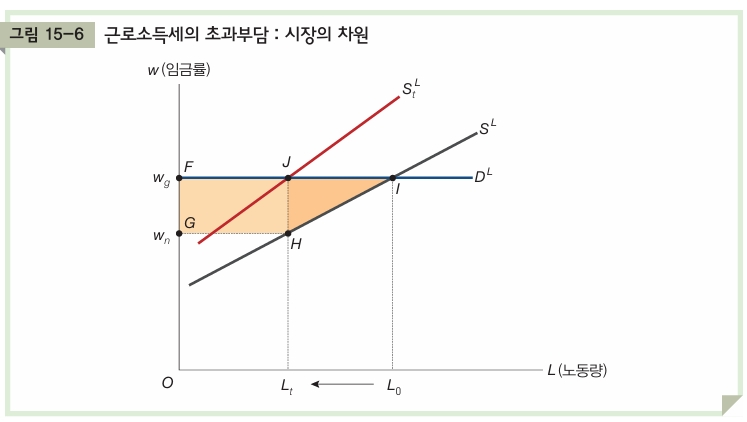 그림 15-6 근로소득세의 초과부담 : 시장의 차원
w (임금률)
S_t^L
S^L
F
J
w_g
D^L
I
G
w_n
H
O
L_t
L_0
L (노동량)